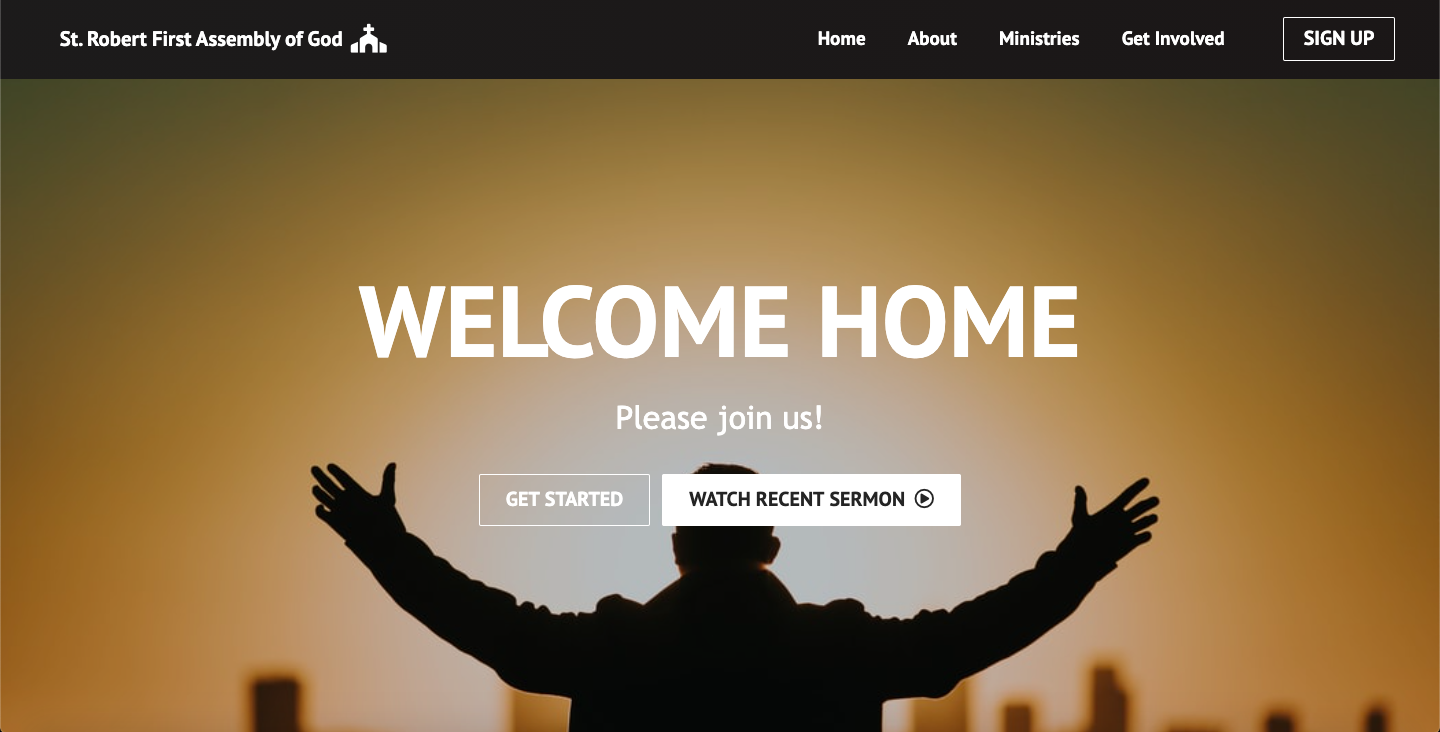 St. Robert First Assembly of God
Home About Ministries Get Involved SIGN UP
WELCOME HOME
Please join us!
GET STARTED WATCH RECENT SERMON